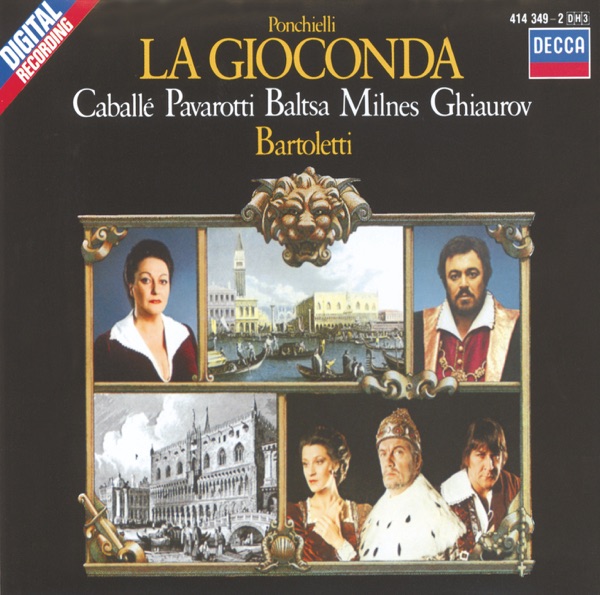 DIGITAL
RECORDING
Ponchielli
414 349-2 DH3
LA GIOCONDA
DECCA
Caballé Pavarotti Baltsa Milnes Ghiaurov
Bartoletti